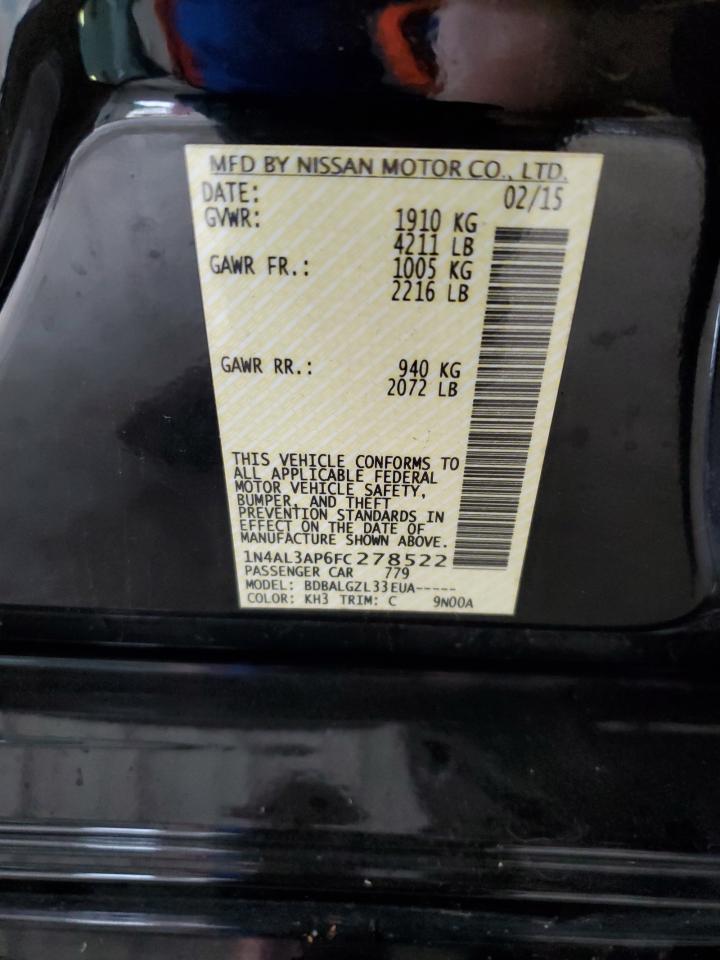 MFD BY NISSAN MOTOR CO., LTD.
DATE: 02/15
GVWR: 1910 KG
4211 LB
GAWR FR.: 1005 KG
2216 LB
GAWR RR.: 940 KG
2072 LB
THIS VEHICLE CONFORMS TO
ALL APPLICABLE FEDERAL
MOTOR VEHICLE SAFETY,
BUMPER, AND THEFT
PREVENTION STANDARDS IN
EFFECT ON THE DATE OF
MANUFACTURE SHOWN ABOVE.
1N4AL3AP6FC278522
PASSENGER CAR 779
MODEL: BDBALGZL33EUA-----
COLOR: KH3 TRIM: C 9N00A